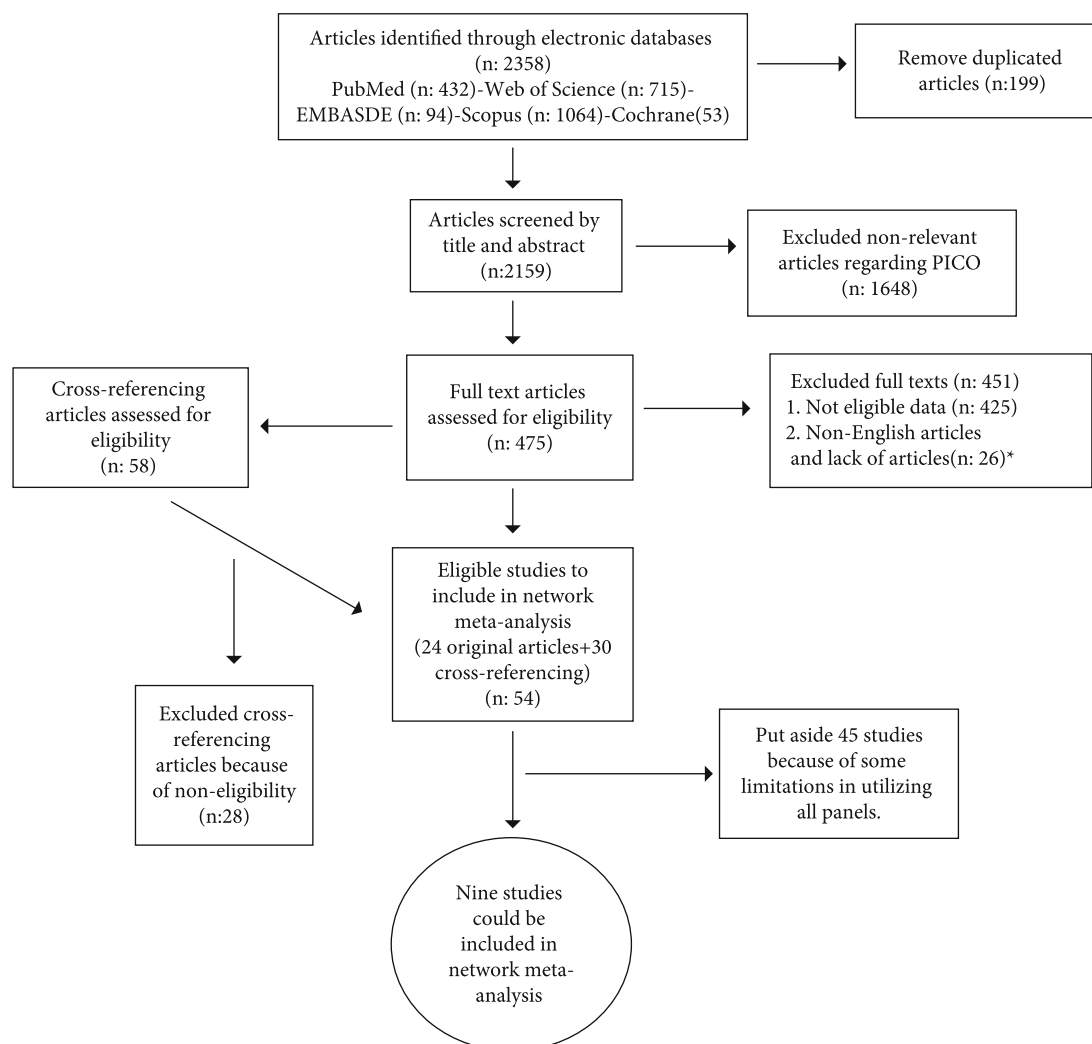 Articles identified through electronic databases
(n: 2358)
PubMed (n: 432)-Web of Science (n: 715)-
EMBASDE (n: 94)-Scopus (n: 1064)-Cochrane(53)
Remove duplicated
articles (n:199)
Articles screened by
title and abstract
(n:2159)
Excluded non-relevant
articles regarding PICO
(n: 1648)
Cross-referencing
articles assessed for
eligibility
(n: 58)
Full text articles
assessed for eligibility
(n: 475)
Excluded full texts (n: 451)
1. Not eligible data (n: 425)
2. Non-English articles
and lack of articles(n: 26)*
Eligible studies to
include in network
meta-analysis
(24 original articles+30
cross-referencing)
(n: 54)
Excluded cross-
referencing
articles because
of non-eligibility
(n:28)
Put aside 45 studies
because of some
limitations in utilizing
all panels.
Nine studies
could be
included in
network meta-
analysis